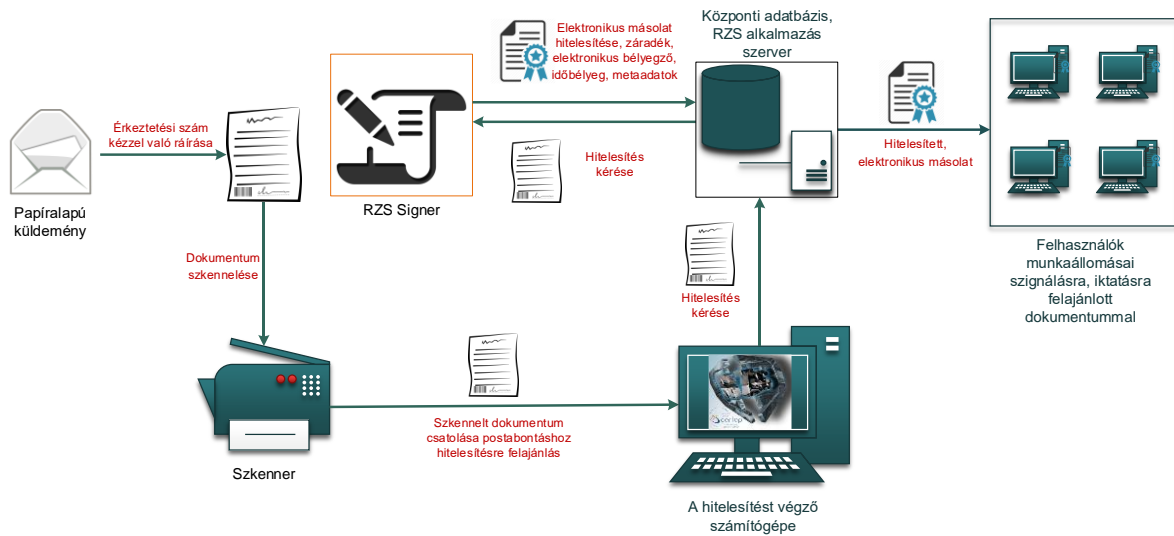 Központi adatbázis,
RZS alkalmazás
szerver
Elektronikus másolat
hitelesítése, záradék,
elektronikus bélyegző,
időbélyeg, metaadatok
Érkeztetési szám
kézzel való ráírása
Hitelesítés
kérése
Hitelesített,
elektronikus másolat
Papíralapú
küldemény
RZS Signer
Felhasználók
munkaállomásai
szignálásra, iktatásra
felajánlott
dokumentummal
Dokumentum
szkennelése
Hitelesítés
kérése
Szkennelt dokumentum
csatolása postabontáshoz
hitelesítésre felajánlás
Szkenner
A hitelesítést végző
számítógépe